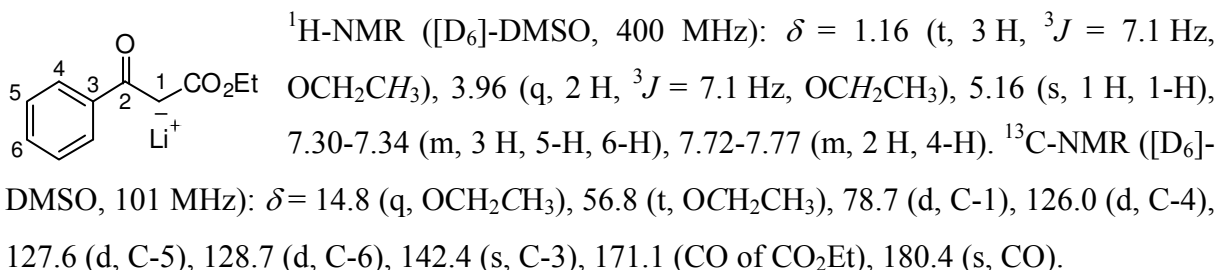 ¹H-NMR ([D₆]-DMSO, 400 MHz): δ = 1.16 (t, 3 H, ³J = 7.1 Hz,
OCH₂CH₃), 3.96 (q, 2 H, ³J = 7.1 Hz, OCH₂CH₃), 5.16 (s, 1 H, 1-H),
7.30-7.34 (m, 3 H, 5-H, 6-H), 7.72-7.77 (m, 2 H, 4-H). ¹³C-NMR ([D₆]-
DMSO, 101 MHz): δ = 14.8 (q, OCH₂CH₃), 56.8 (t, OCH₂CH₃), 78.7 (d, C-1), 126.0 (d, C-4),
127.6 (d, C-5), 128.7 (d, C-6), 142.4 (s, C-3), 171.1 (CO of CO₂Et), 180.4 (s, CO).
O
4
3
1
CO₂Et
5
2
–
6
Li⁺